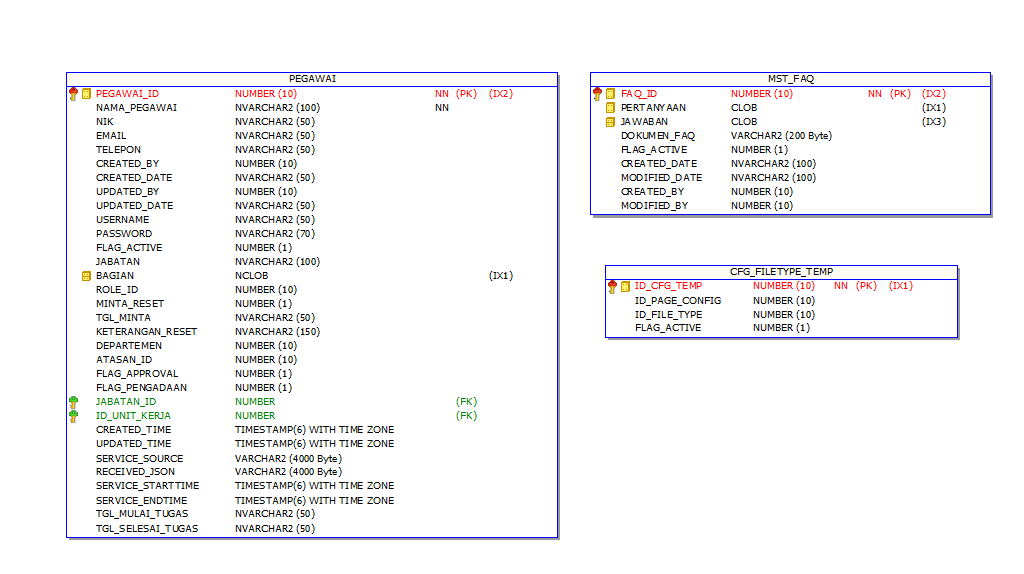 PEGAWAI
PEGAWAI_ID NUMBER (10) NN (PK) (IX2)
NAMA_PEGAWAI NVARCHAR2 (100) NN
NIK NVARCHAR2 (50)
EMAIL NVARCHAR2 (50)
TELEPON NVARCHAR2 (50)
CREATED_BY NUMBER (10)
CREATED_DATE NVARCHAR2 (50)
UPDATED_BY NUMBER (10)
UPDATED_DATE NVARCHAR2 (50)
USERNAME NVARCHAR2 (50)
PASSWORD NVARCHAR2 (70)
FLAG_ACTIVE NUMBER (1)
JABATAN NVARCHAR2 (100)
BAGIAN NCLOB (IX1)
ROLE_ID NUMBER (10)
MINTA_RESET NUMBER (1)
TGL_MINTA NVARCHAR2 (50)
KETERANGAN_RESET NVARCHAR2 (150)
DEPARTEMEN NUMBER (10)
ATASAN_ID NUMBER (10)
FLAG_APPROVAL NUMBER (1)
FLAG_PENGADAAN NUMBER (1)
JABATAN_ID NUMBER (FK)
ID_UNIT_KERJA NUMBER (FK)
CREATED_TIME TIMESTAMP(6) WITH TIME ZONE
UPDATED_TIME TIMESTAMP(6) WITH TIME ZONE
SERVICE_SOURCE VARCHAR2 (4000 Byte)
RECEIVED_JSON VARCHAR2 (4000 Byte)
SERVICE_STARTTIME TIMESTAMP(6) WITH TIME ZONE
SERVICE_ENDTIME TIMESTAMP(6) WITH TIME ZONE
TGL_MULAI_TUGAS NVARCHAR2 (50)
TGL_SELESAI_TUGAS NVARCHAR2 (50)
MST_FAQ
FAQ_ID NUMBER (10) NN (PK) (IX2)
PERTANYAAN CLOB (IX1)
JAWABAN CLOB (IX3)
DOKUMEN_FAQ VARCHAR2 (200 Byte)
FLAG_ACTIVE NUMBER (1)
CREATED_DATE NVARCHAR2 (100)
MODIFIED_DATE NVARCHAR2 (100)
CREATED_BY NUMBER (10)
MODIFIED_BY NUMBER (10)
CFG_FILETYPE_TEMP
ID_CFG_TEMP NUMBER (10) NN (PK) (IX1)
ID_PAGE_CONFIG NUMBER (10)
ID_FILE_TYPE NUMBER (10)
FLAG_ACTIVE NUMBER (1)